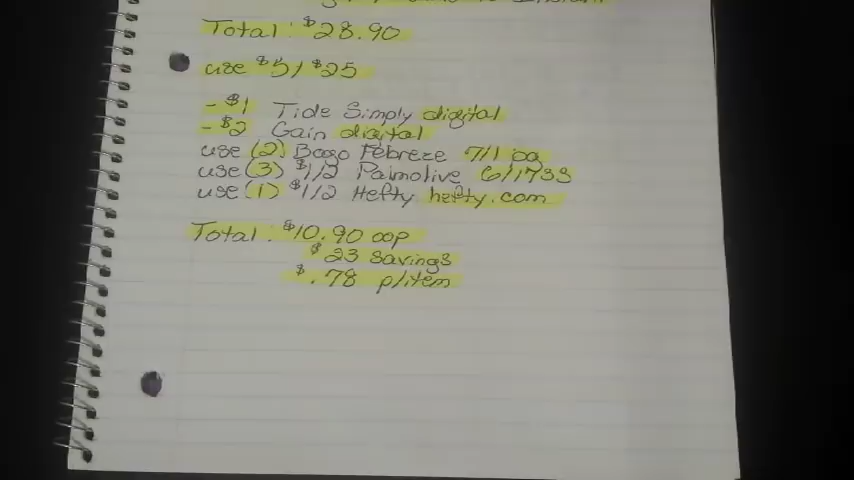 Total: $28.90
use $5/$25
- $1 Tide Simply digital
- $2 Gain digital
use (2) Bogo Febreze 7/1 pg
use (3) $1/2 Palmolive 6/17SS
use (1) $1/2 Hefty hefty.com
Total: $10.90 oop
$23 savings
$.78 p/item